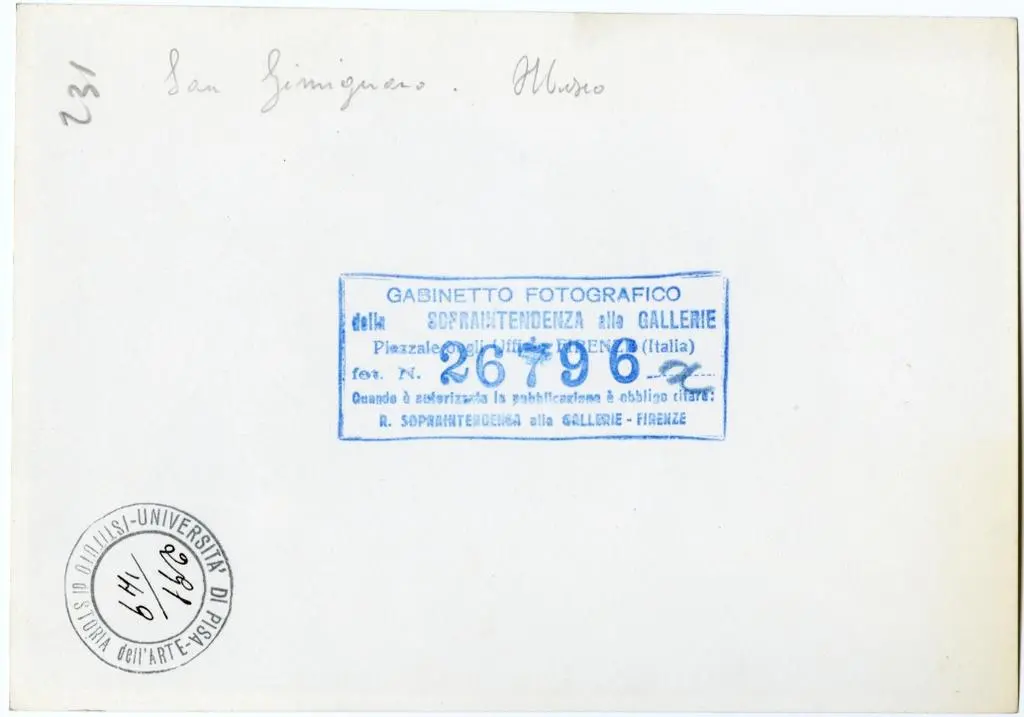 231
San Gimignano . Museo
GABINETTO FOTOGRAFICO
della SOPRAINTENDENZA alle GALLERIE
Piazzale degli Uffizi - FIRENZE (Italia)
fot. N. 26796 a
Quando è autorizzata la pubblicazione è obbligo citare:
R. SOPRAINTENDENZA alle GALLERIE - FIRENZE
ISTITUTO DI STORIA dell'ARTE-UNIVERSITA' DI PISA-